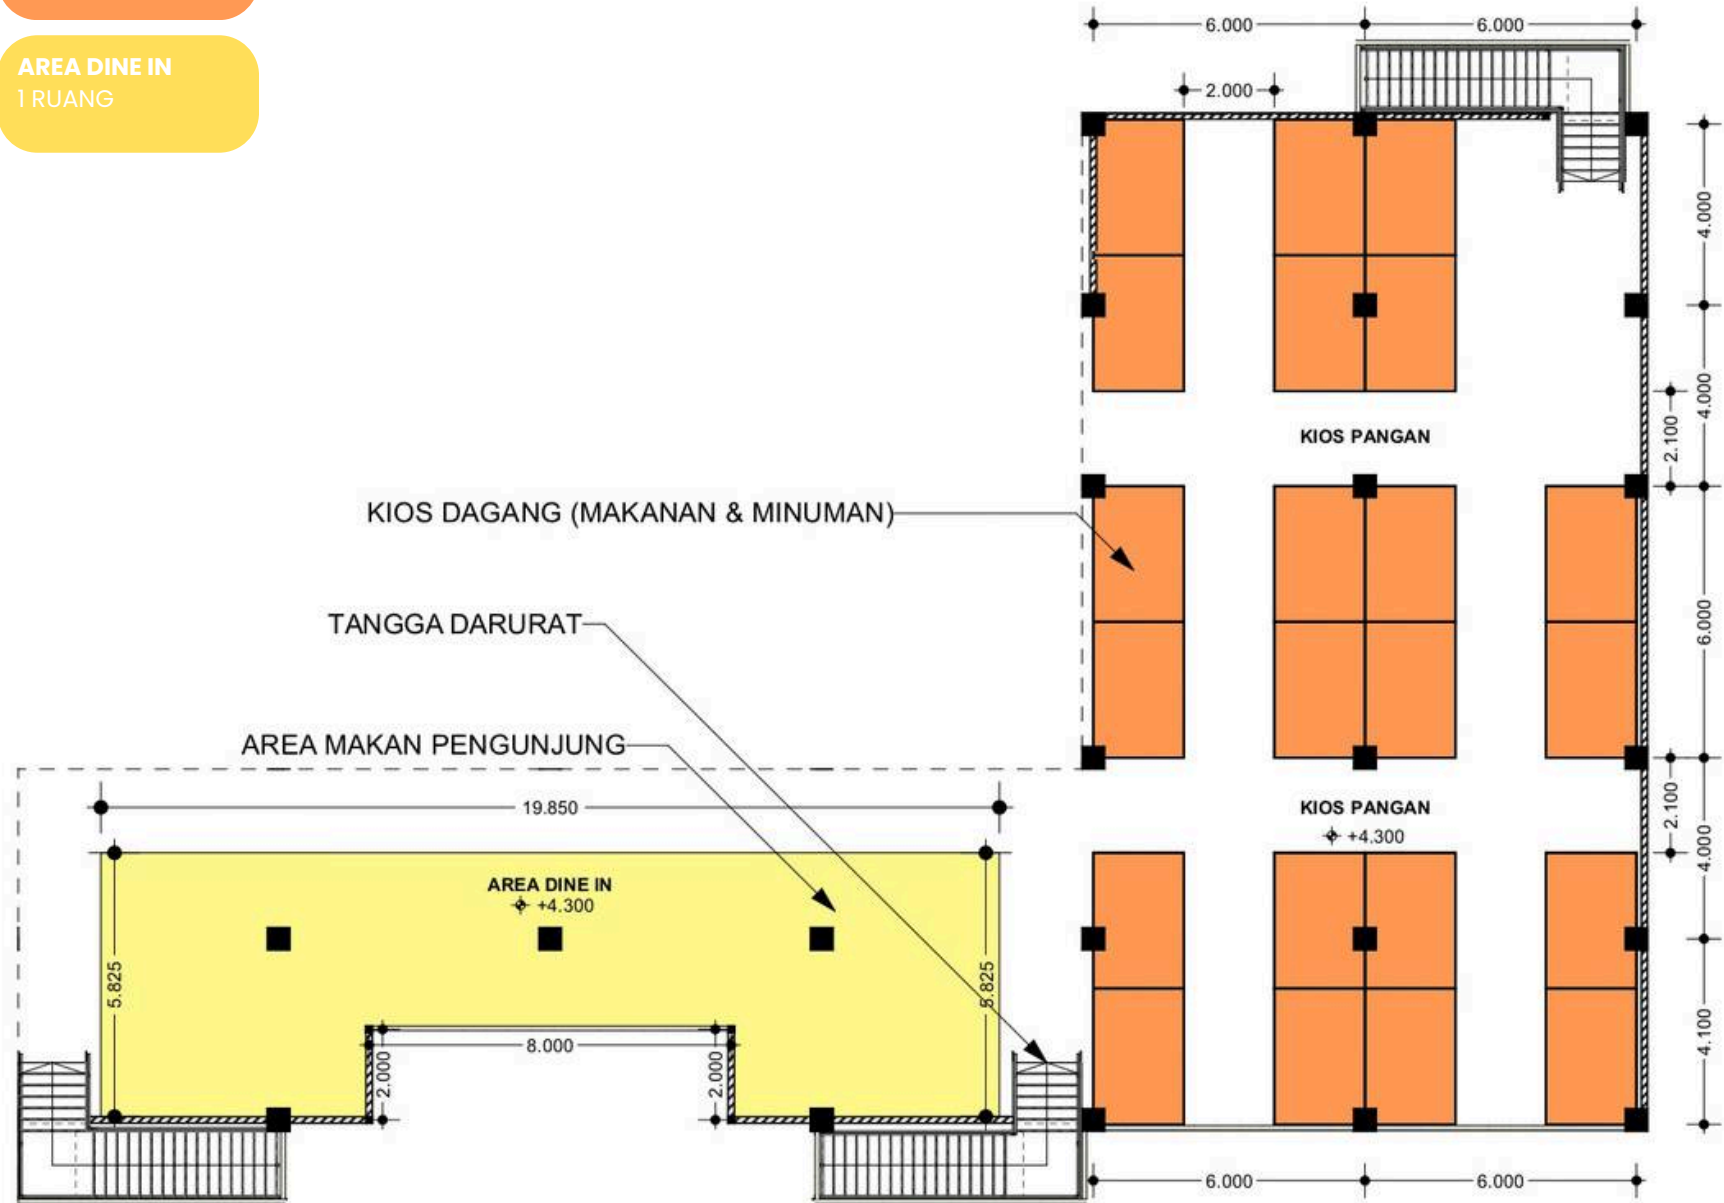 AREA DINE IN
1 RUANG
6.000
6.000
2.000
4.000
4.000
2.100
KIOS PANGAN
KIOS DAGANG (MAKANAN & MINUMAN)
6.000
TANGGA DARURAT
AREA MAKAN PENGUNJUNG
19.850
KIOS PANGAN
+4.300
2.100
4.000
AREA DINE IN
+4.300
5.825
5.825
8.000
2.000
2.000
4.100
6.000
6.000